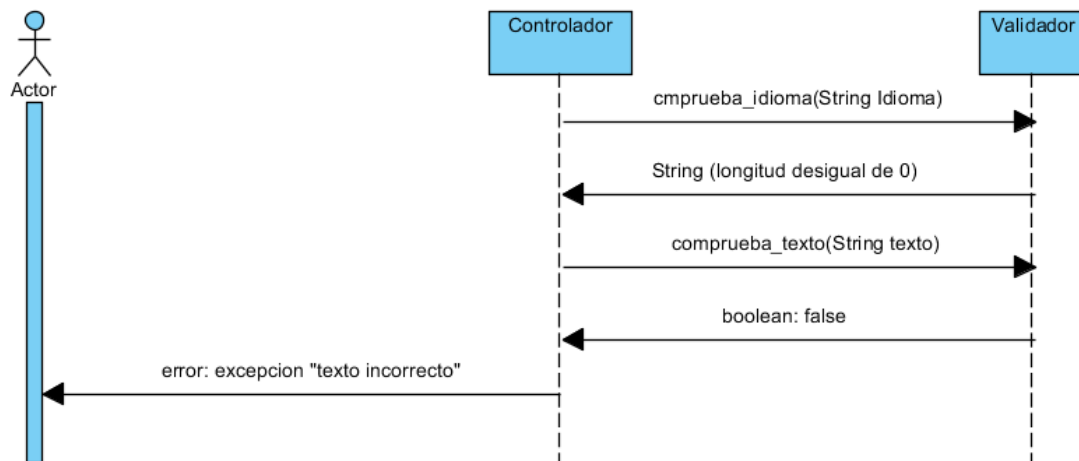 Controlador
Validador
Actor
cmprueba_idioma(String Idioma)
String (longitud desigual de 0)
comprueba_texto(String texto)
boolean: false
error: excepcion "texto incorrecto"